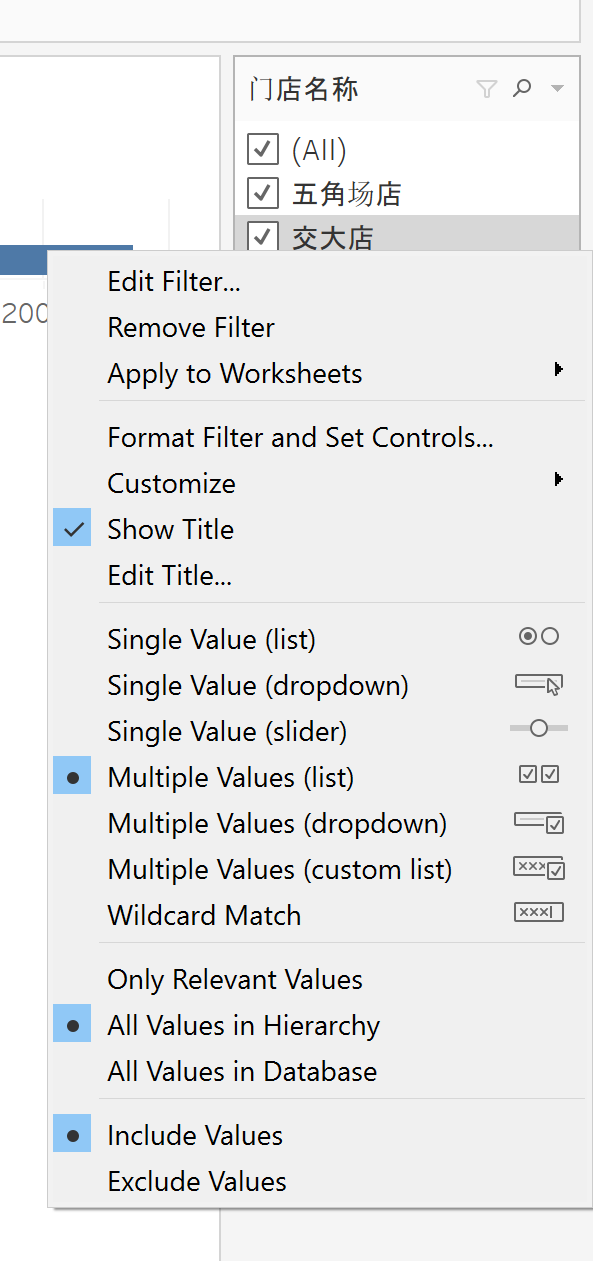 门店名称
(All)
五角场店
交大店
200
Edit Filter...
Remove Filter
Apply to Worksheets
Format Filter and Set Controls...
Customize
Show Title
Edit Title...
Single Value (list)
Single Value (dropdown)
Single Value (slider)
Multiple Values (list)
Multiple Values (dropdown)
Multiple Values (custom list)
Wildcard Match
Only Relevant Values
All Values in Hierarchy
All Values in Database
Include Values
Exclude Values